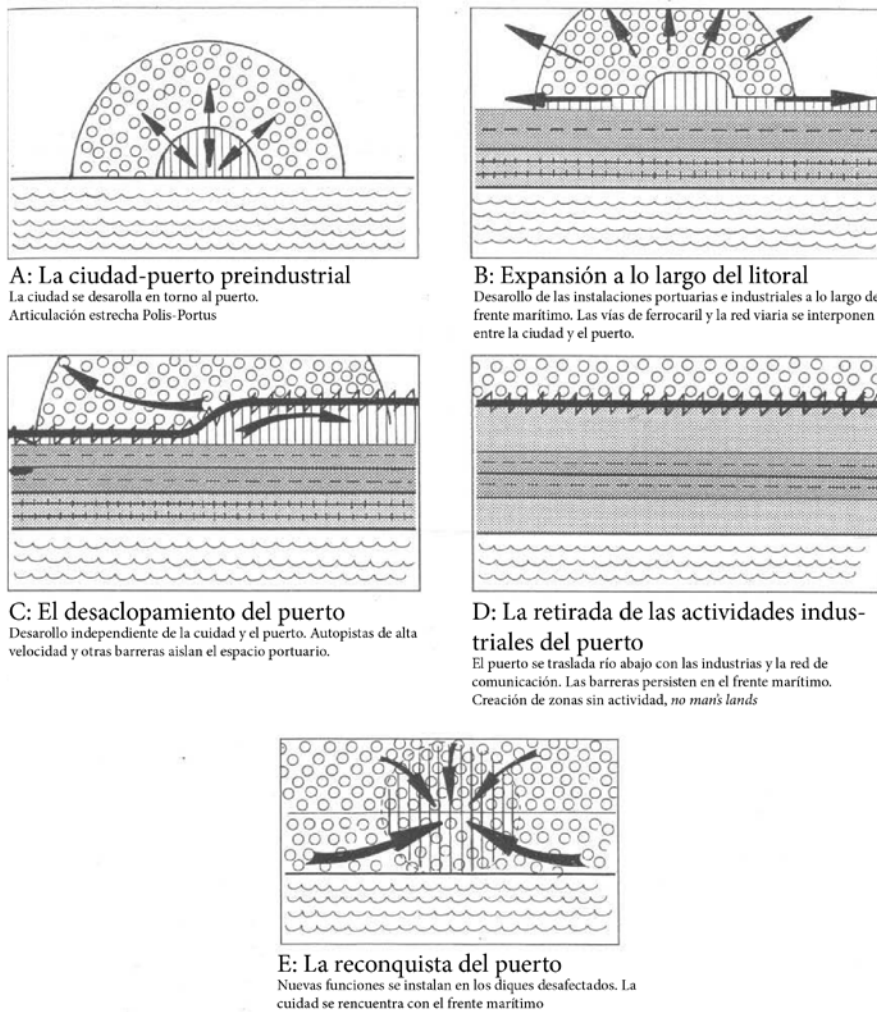 A: La ciudad-puerto preindustrial
La ciudad se desarolla en torno al puerto.
Articulación estrecha Polis-Portus
B: Expansión a lo largo del litoral
Desarollo de las instalaciones portuarias e industriales a lo largo de
frente marítimo. Las vías de ferrocaril y la red viaria se interponen
entre la ciudad y el puerto.
C: El desaclopamiento del puerto
Desarollo independiente de la cuidad y el puerto. Autopistas de alta
velocidad y otras barreras aislan el espacio portuario.
D: La retirada de las actividades indus-
triales del puerto
El puerto se traslada río abajo con las industrias y la red de
comunicación. Las barreras persisten en el frente marítimo.
Creación de zonas sin actividad, no man's lands
E: La reconquista del puerto
Nuevas funciones se instalan en los diques desafectados. La
cuidad se rencuentra con el frente marítimo